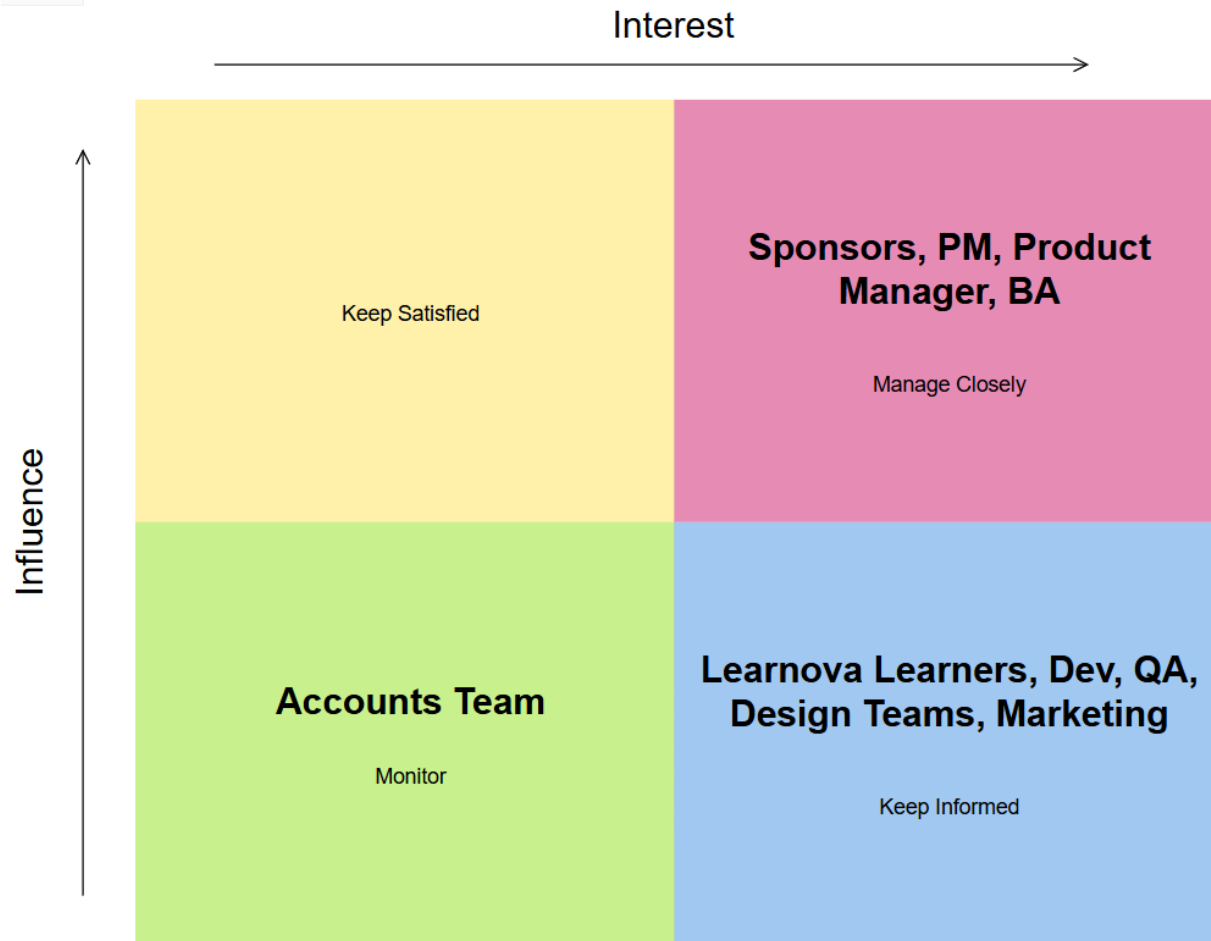 Interest
Influence
Keep Satisfied
Sponsors, PM, Product
Manager, BA
Manage Closely
Accounts Team
Monitor
Learnova Learners, Dev, QA,
Design Teams, Marketing
Keep Informed